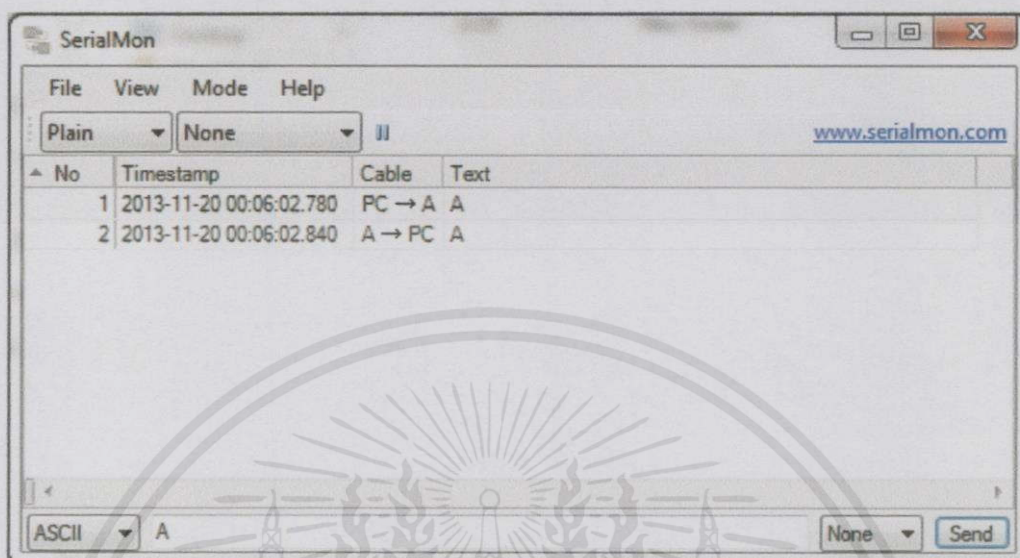 SerialMon
File View Mode Help
Plain None www.serialmon.com
No Timestamp Cable Text
1 2013-11-20 00:06:02.780 PC → A A
2 2013-11-20 00:06:02.840 A → PC A
ASCII A None Send